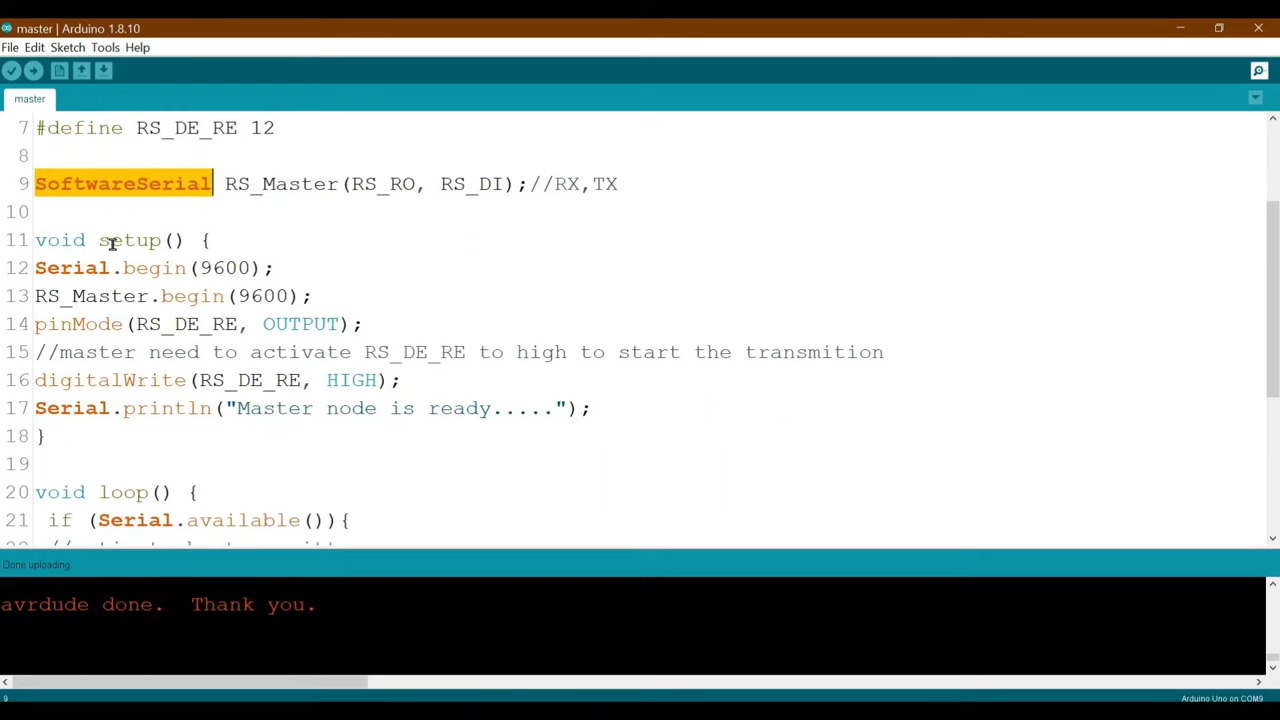 master | Arduino 1.8.10
File Edit Sketch Tools Help
master
7 #define RS_DE_RE 12
8
9 SoftwareSerial RS_Master(RS_RO, RS_DI);//RX,TX
10
11 void setup() {
12 Serial.begin(9600);
13 RS_Master.begin(9600);
14 pinMode(RS_DE_RE, OUTPUT);
15 //master need to activate RS_DE_RE to high to start the transmition
16 digitalWrite(RS_DE_RE, HIGH);
17 Serial.println("Master node is ready.....");
18 }
19
20 void loop() {
21 if (Serial.available()){
Done uploading
avrdude done.  Thank you.
9
Arduino Uno on COM9